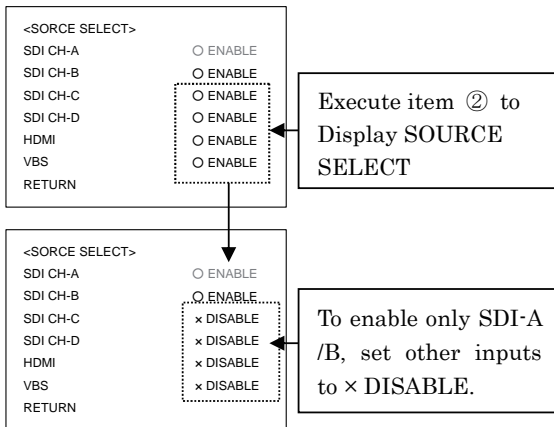 <SORCE SELECT>
SDI CH-A ○ ENABLE
SDI CH-B ○ ENABLE
SDI CH-C ○ ENABLE
SDI CH-D ○ ENABLE
HDMI ○ ENABLE
VBS ○ ENABLE
RETURN
Execute item ② to
Display SOURCE
SELECT
<SORCE SELECT>
SDI CH-A ○ ENABLE
SDI CH-B ○ ENABLE
SDI CH-C × DISABLE
SDI CH-D × DISABLE
HDMI × DISABLE
VBS × DISABLE
RETURN
To enable only SDI-A
/B, set other inputs
to × DISABLE.